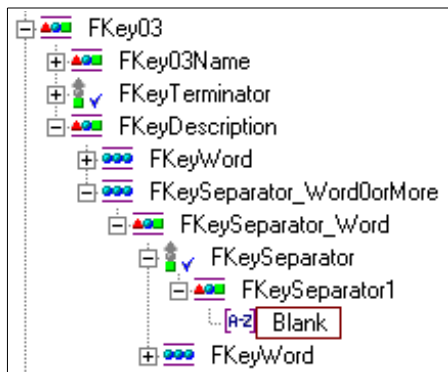 FKey03
FKey03Name
FKeyTerminator
FKeyDescription
FKeyWord
FKeySeparator_Word0orMore
FKeySeparator_Word
FKeySeparator
FKeySeparator1
[A-Z] Blank
FKeyWord